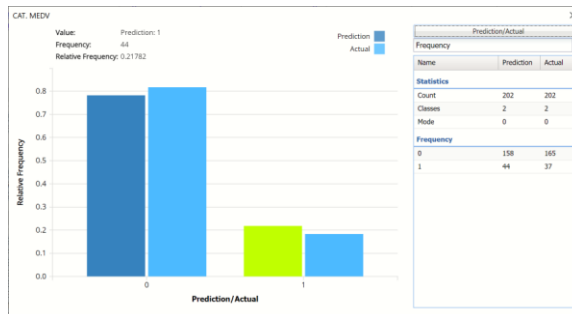 CAT. MEDV
Value: Prediction: 1
Frequency: 44
Relative Frequency: 0.21782
Prediction
Actual
Relative Frequency
0.8
0.7
0.6
0.5
0.4
0.3
0.2
0.1
0.0
0 1
Prediction/Actual
Prediction/Actual
Frequency
Name Prediction Actual
Statistics
Count 202 202
Classes 2 2
Mode 0 0
Frequency
0 158 165
1 44 37